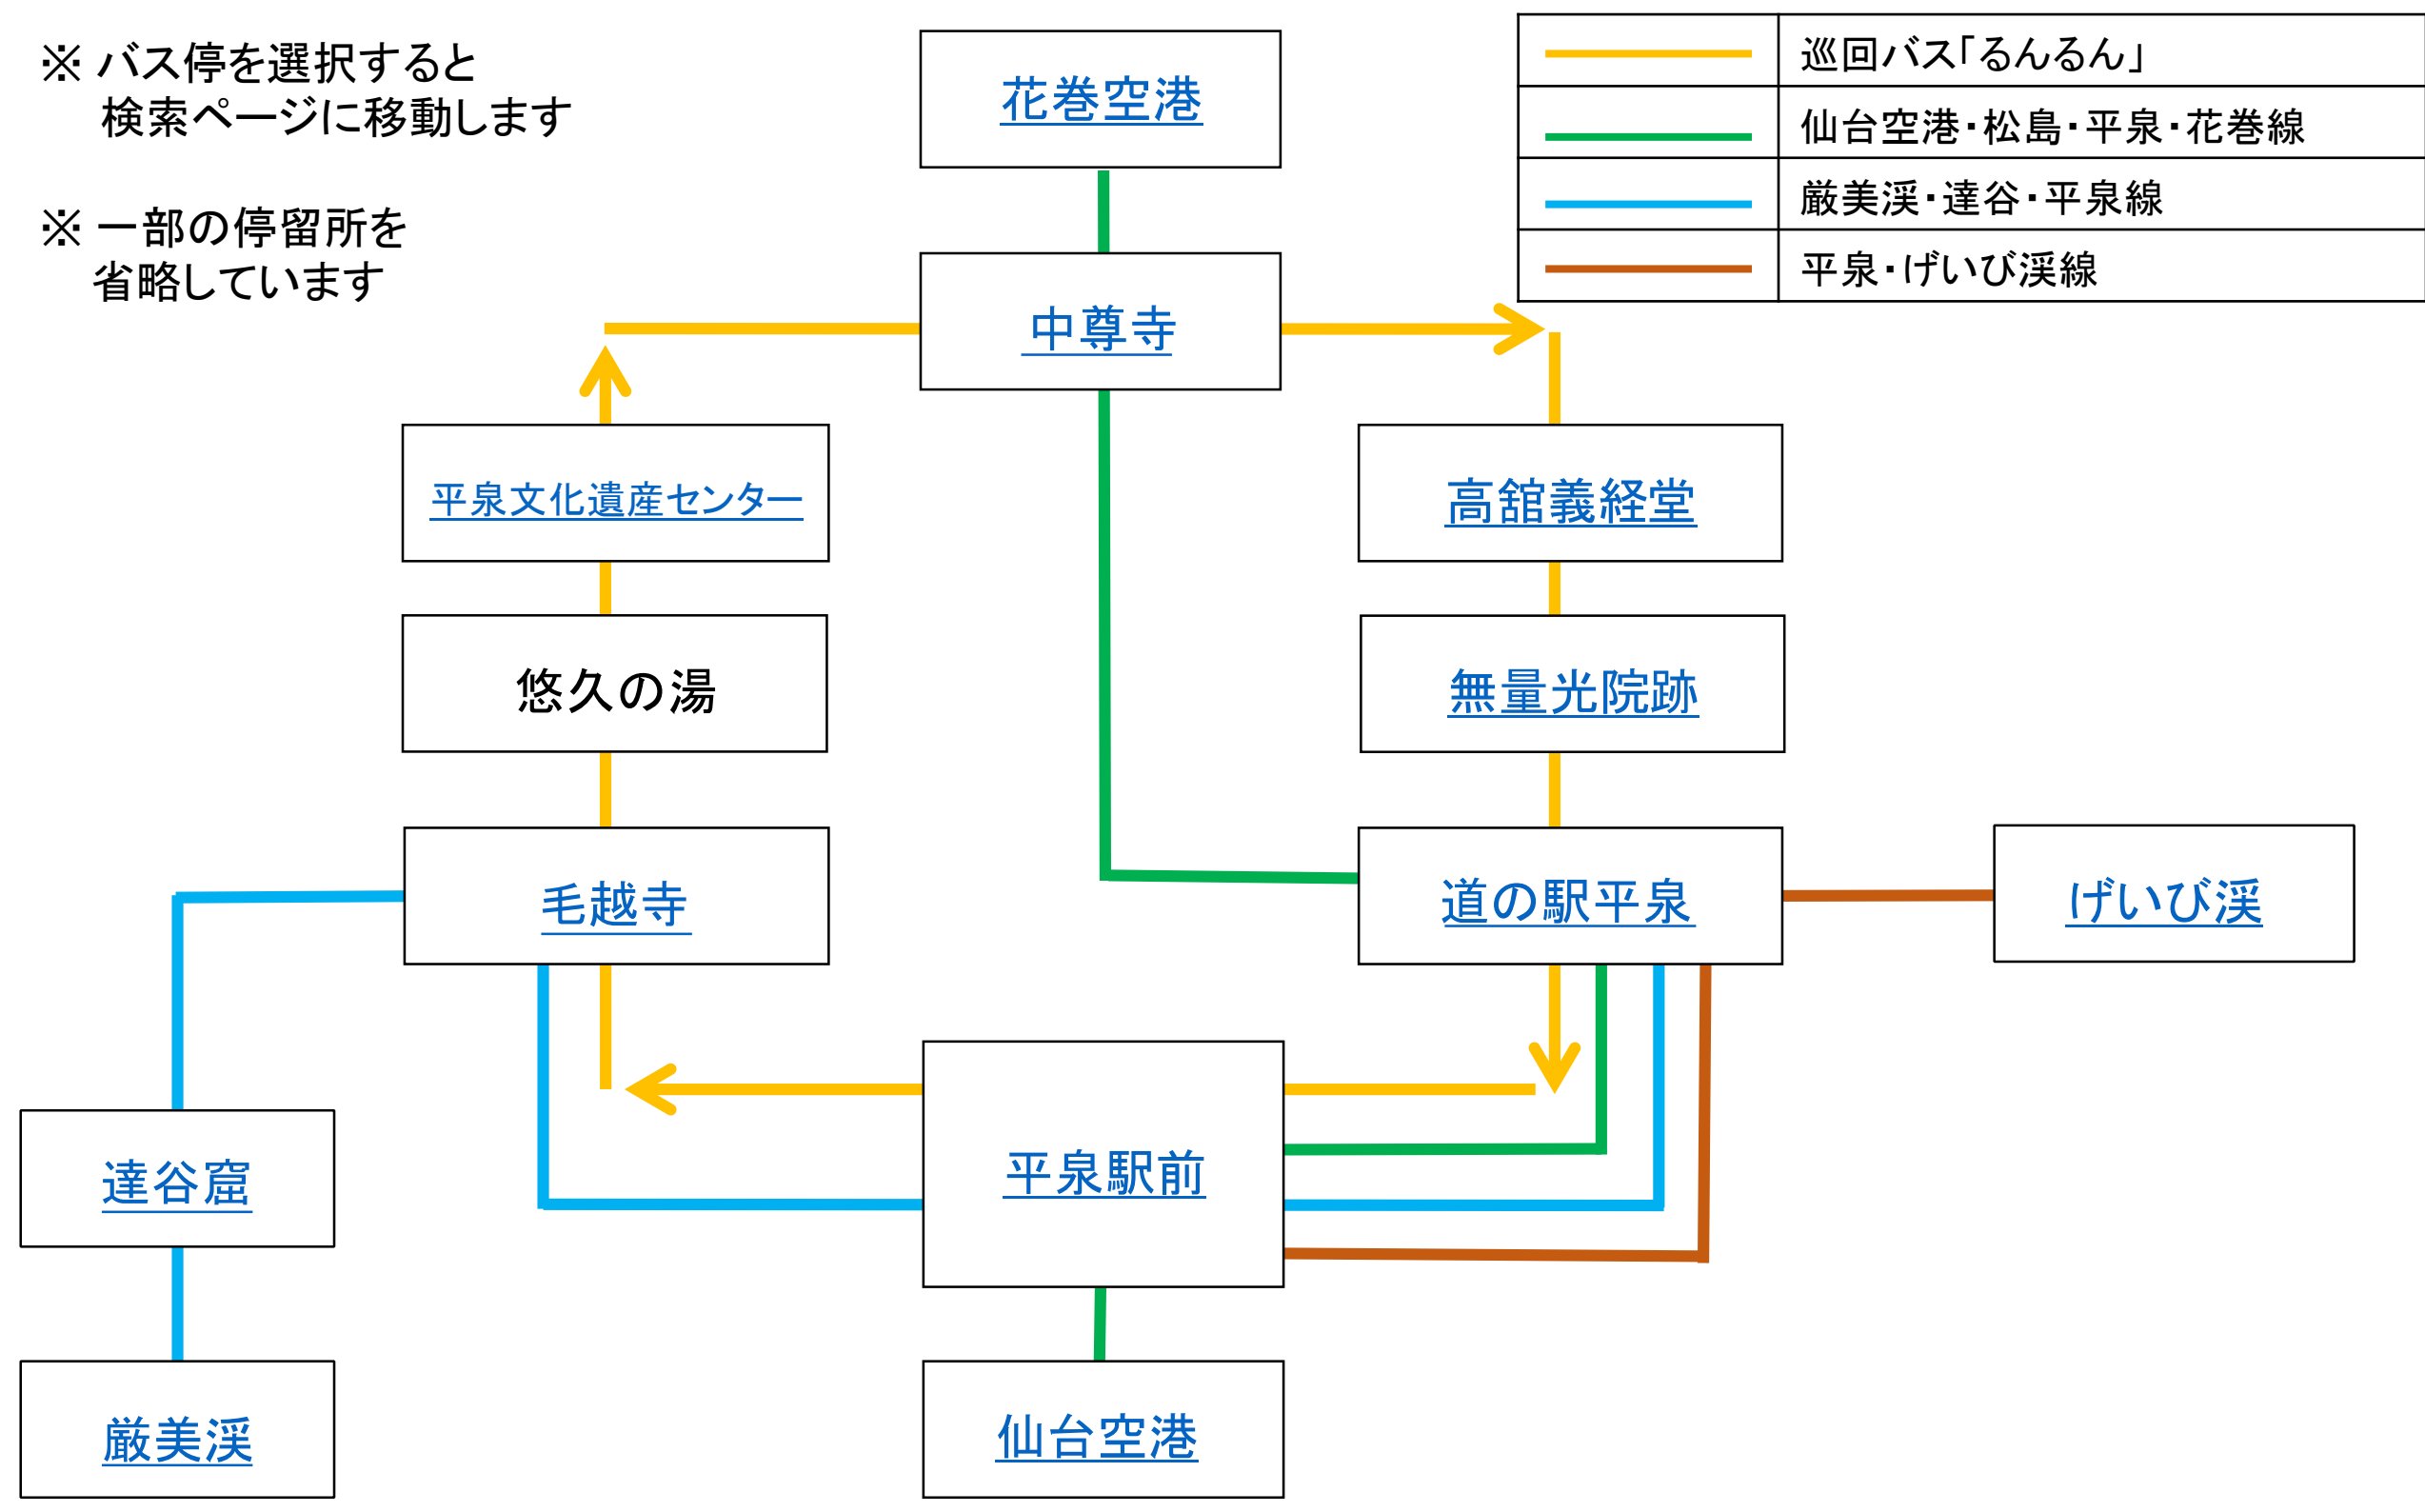 ※ バス停を選択すると
検索ページに移動します
※ 一部の停留所を
省略しています
巡回バス「るんるん」
仙台空港・松島・平泉・花巻線
厳美渓・達谷・平泉線
平泉・げいび渓線
花巻空港
中尊寺
平泉文化遺産センター
高舘義経堂
悠久の湯
無量光院跡
毛越寺
道の駅平泉
げいび渓
達谷窟
平泉駅前
厳美渓
仙台空港